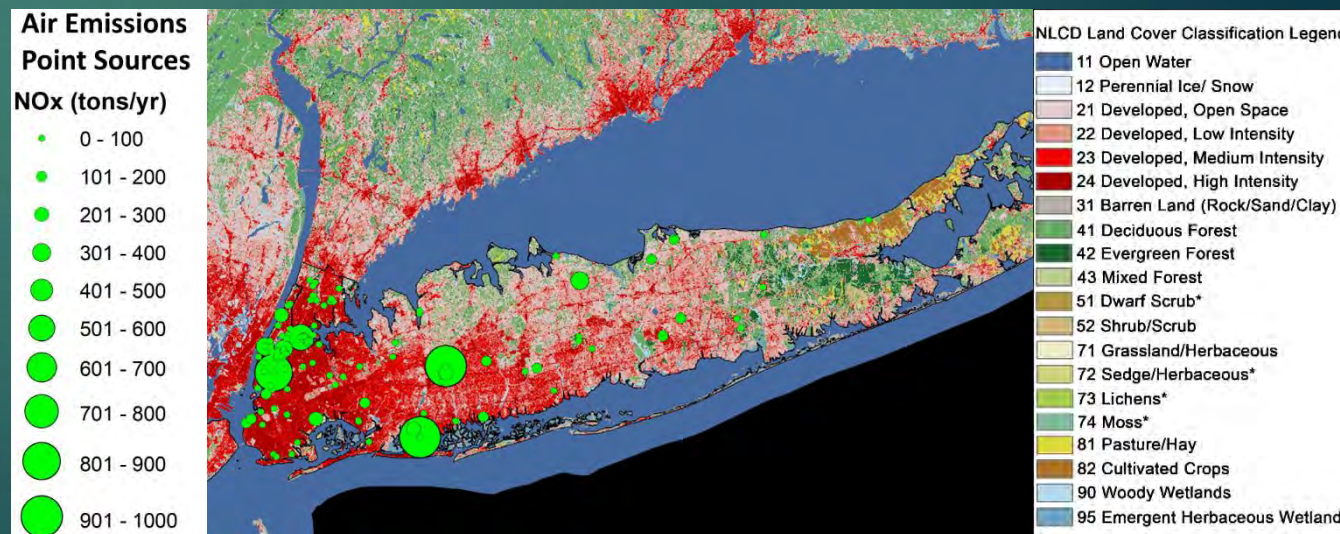 Air Emissions
Point Sources
NOx (tons/yr)
0 - 100
101 - 200
201 - 300
301 - 400
401 - 500
501 - 600
601 - 700
701 - 800
801 - 900
901 - 1000
NLCD Land Cover Classification Legend
11 Open Water
12 Perennial Ice/ Snow
21 Developed, Open Space
22 Developed, Low Intensity
23 Developed, Medium Intensity
24 Developed, High Intensity
31 Barren Land (Rock/Sand/Clay)
41 Deciduous Forest
42 Evergreen Forest
43 Mixed Forest
51 Dwarf Scrub*
52 Shrub/Scrub
71 Grassland/Herbaceous
72 Sedge/Herbaceous*
73 Lichens*
74 Moss*
81 Pasture/Hay
82 Cultivated Crops
90 Woody Wetlands
95 Emergent Herbaceous Wetland